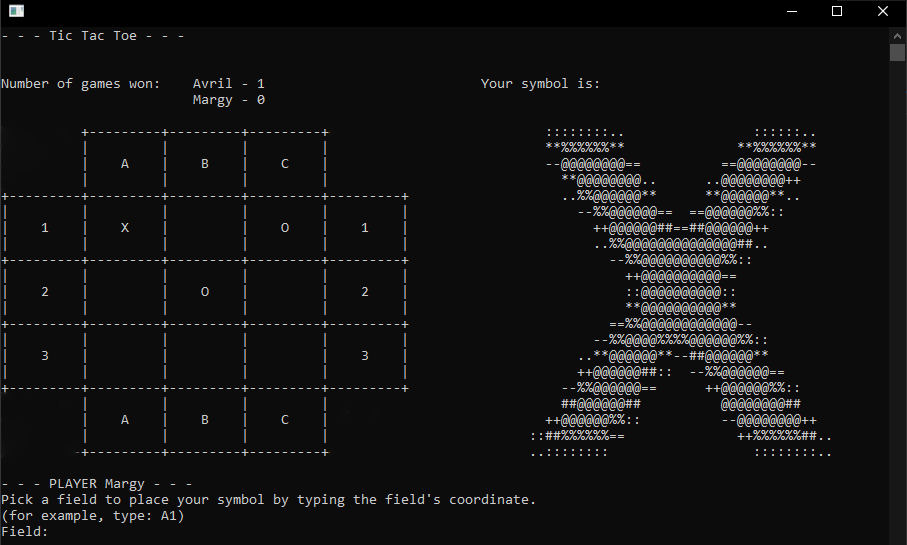 - - - Tic Tac Toe - - -
Number of games won: Avril - 1 Your symbol is:
Margy - 0
A B C
1 X O 1
2 O 2
3 3
A B C
- - - PLAYER Margy - - -
Pick a field to place your symbol by typing the field's coordinate.
(for example, type: A1)
Field: